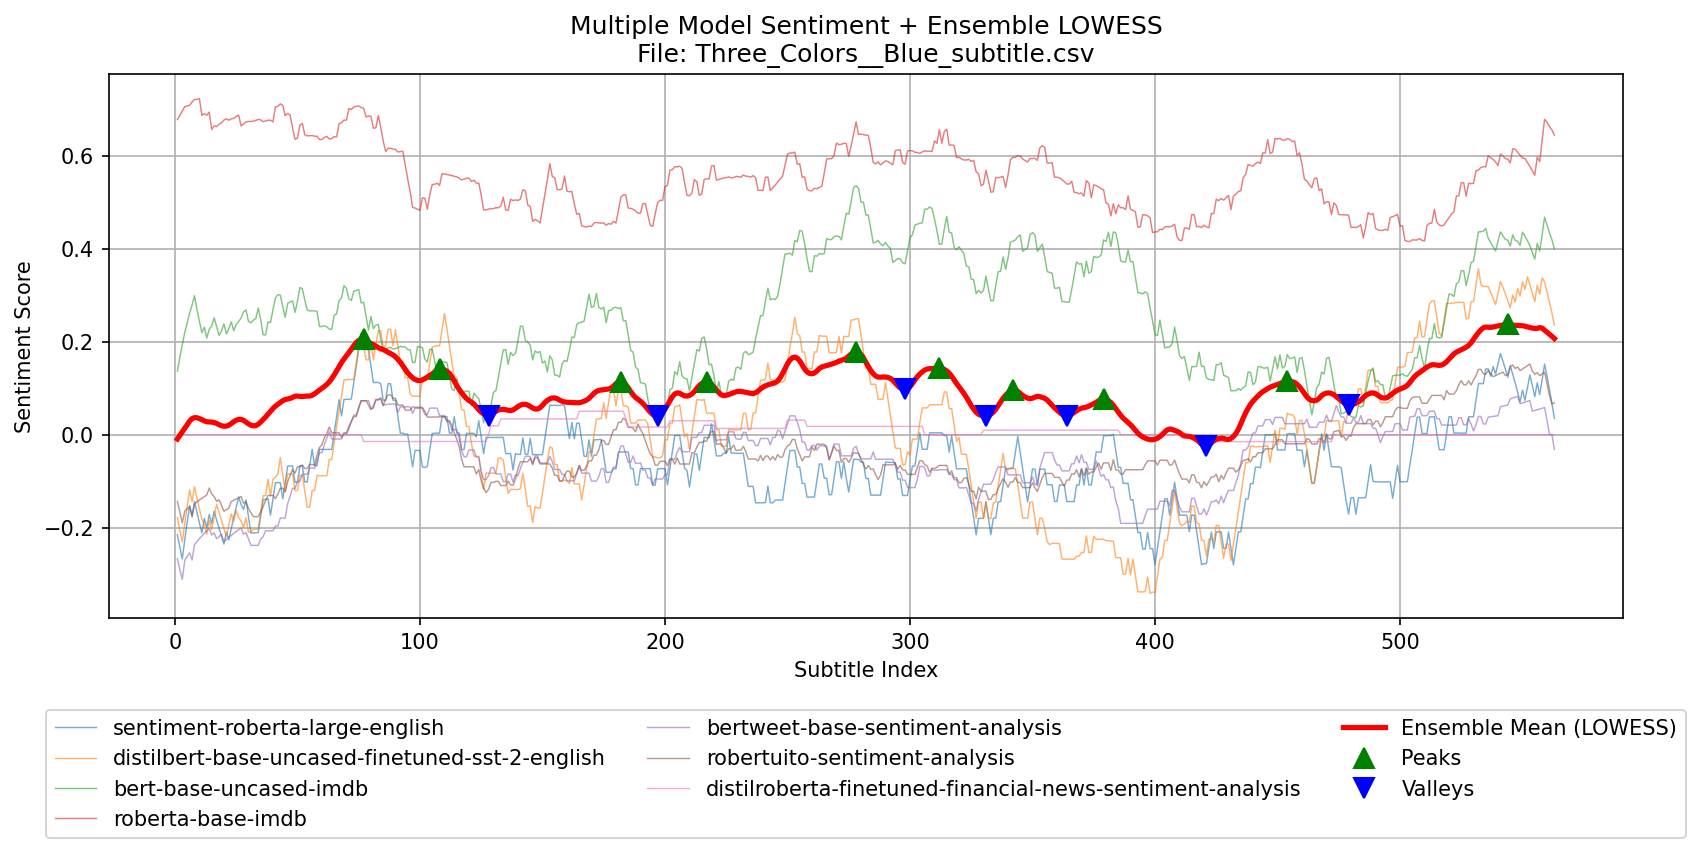 Multiple Model Sentiment + Ensemble LOWESS
File: Three_Colors__Blue_subtitle.csv
Sentiment Score
0.6
0.4
0.2
0.0
−0.2
0
100
200
300
400
500
Subtitle Index
sentiment-roberta-large-english
distilbert-base-uncased-finetuned-sst-2-english
bert-base-uncased-imdb
roberta-base-imdb
bertweet-base-sentiment-analysis
robertuito-sentiment-analysis
distilroberta-finetuned-financial-news-sentiment-analysis
Ensemble Mean (LOWESS)
Peaks
Valleys